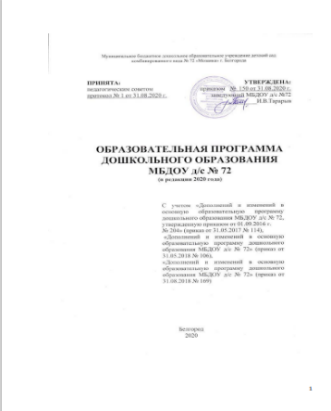 Муниципальное бюджетное дошкольное образовательное учреждение детский сад
комбинированного вида № 72 г. Белгорода
ПРИНЯТА: УТВЕРЖДЕНА:
педагогическим советом № 150 от 31.08.2020 г.
протокол № 1 от 31.08.2020 г. заведующий МБДОУ д/с №72
ОБРАЗОВАТЕЛЬНАЯ ПРОГРАММА
ДОШКОЛЬНОГО ОБРАЗОВАНИЯ
МБДОУ д/с № 72
(в редакции 2020 года)
С учетом «Дополнений и изменений в
основную образовательную программу
дошкольного образования МБДОУ д/с № 72,
утвержденную приказом от 01.09.2016 г.
№ 204» (приказ от 31.05.2017 № 114),
«Дополнений и изменений в основную
образовательную программу дошкольного
образования МБДОУ д/с № 72» (приказ от
31.05.2018 № 106),
«Дополнений и изменений в основную
образовательную программу дошкольного
образования МБДОУ д/с № 72» (приказ от
31.08.2018 № 169)
Белгород
2020